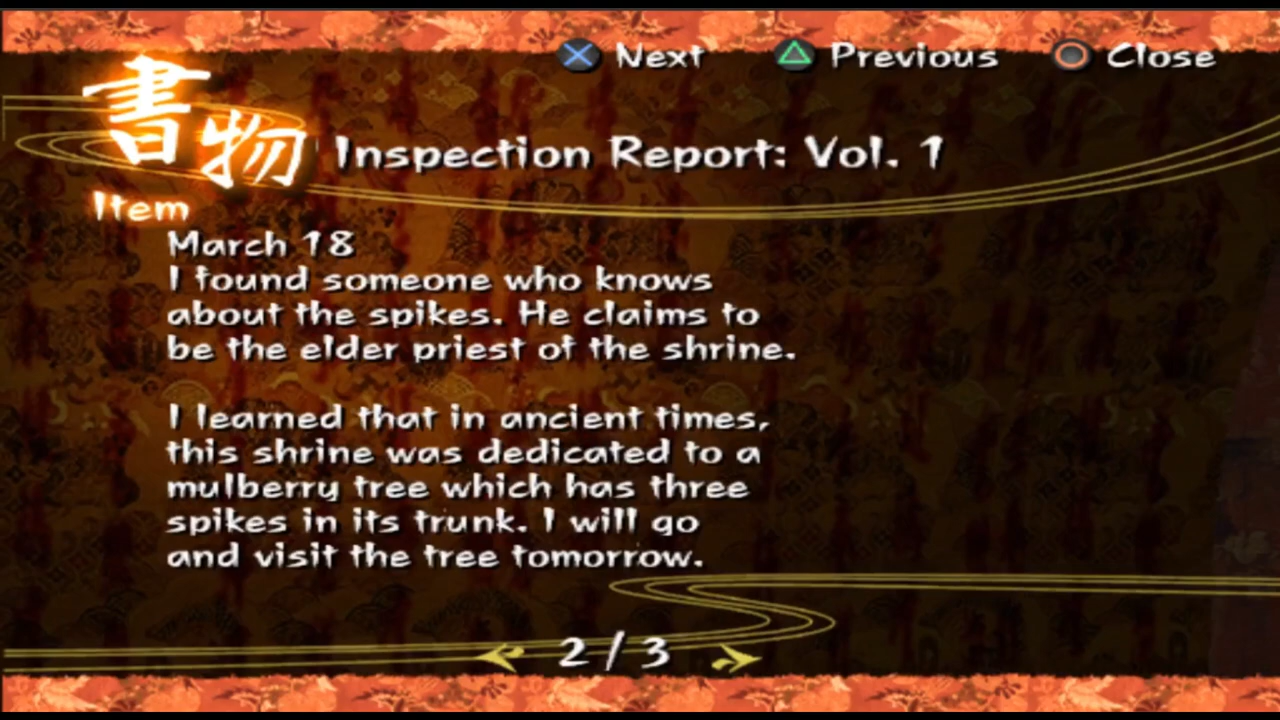 Next Previous Close
書物
Inspection Report: Vol. 1
Item
March 18
I found someone who knows
about the spikes. He claims to
be the elder priest of the shrine.
I learned that in ancient times,
this shrine was dedicated to a
mulberry tree which has three
spikes in its trunk. I will go
and visit the tree tomorrow.
2/3